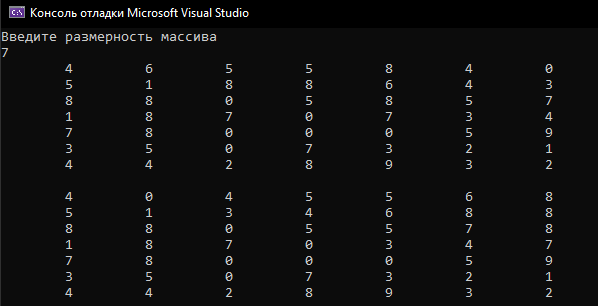 Консоль отладки Microsoft Visual Studio
Введите размерность массива
7
4 6 5 5 8 4 0
5 1 8 8 6 4 3
8 8 0 5 8 5 7
1 8 7 0 7 3 4
7 8 0 0 0 5 9
3 5 0 7 3 2 1
4 4 2 8 9 3 2
4 0 4 5 5 6 8
5 1 3 4 6 8 8
8 8 0 5 5 7 8
1 8 7 0 3 4 7
7 8 0 0 0 5 9
3 5 0 7 3 2 1
4 4 2 8 9 3 2